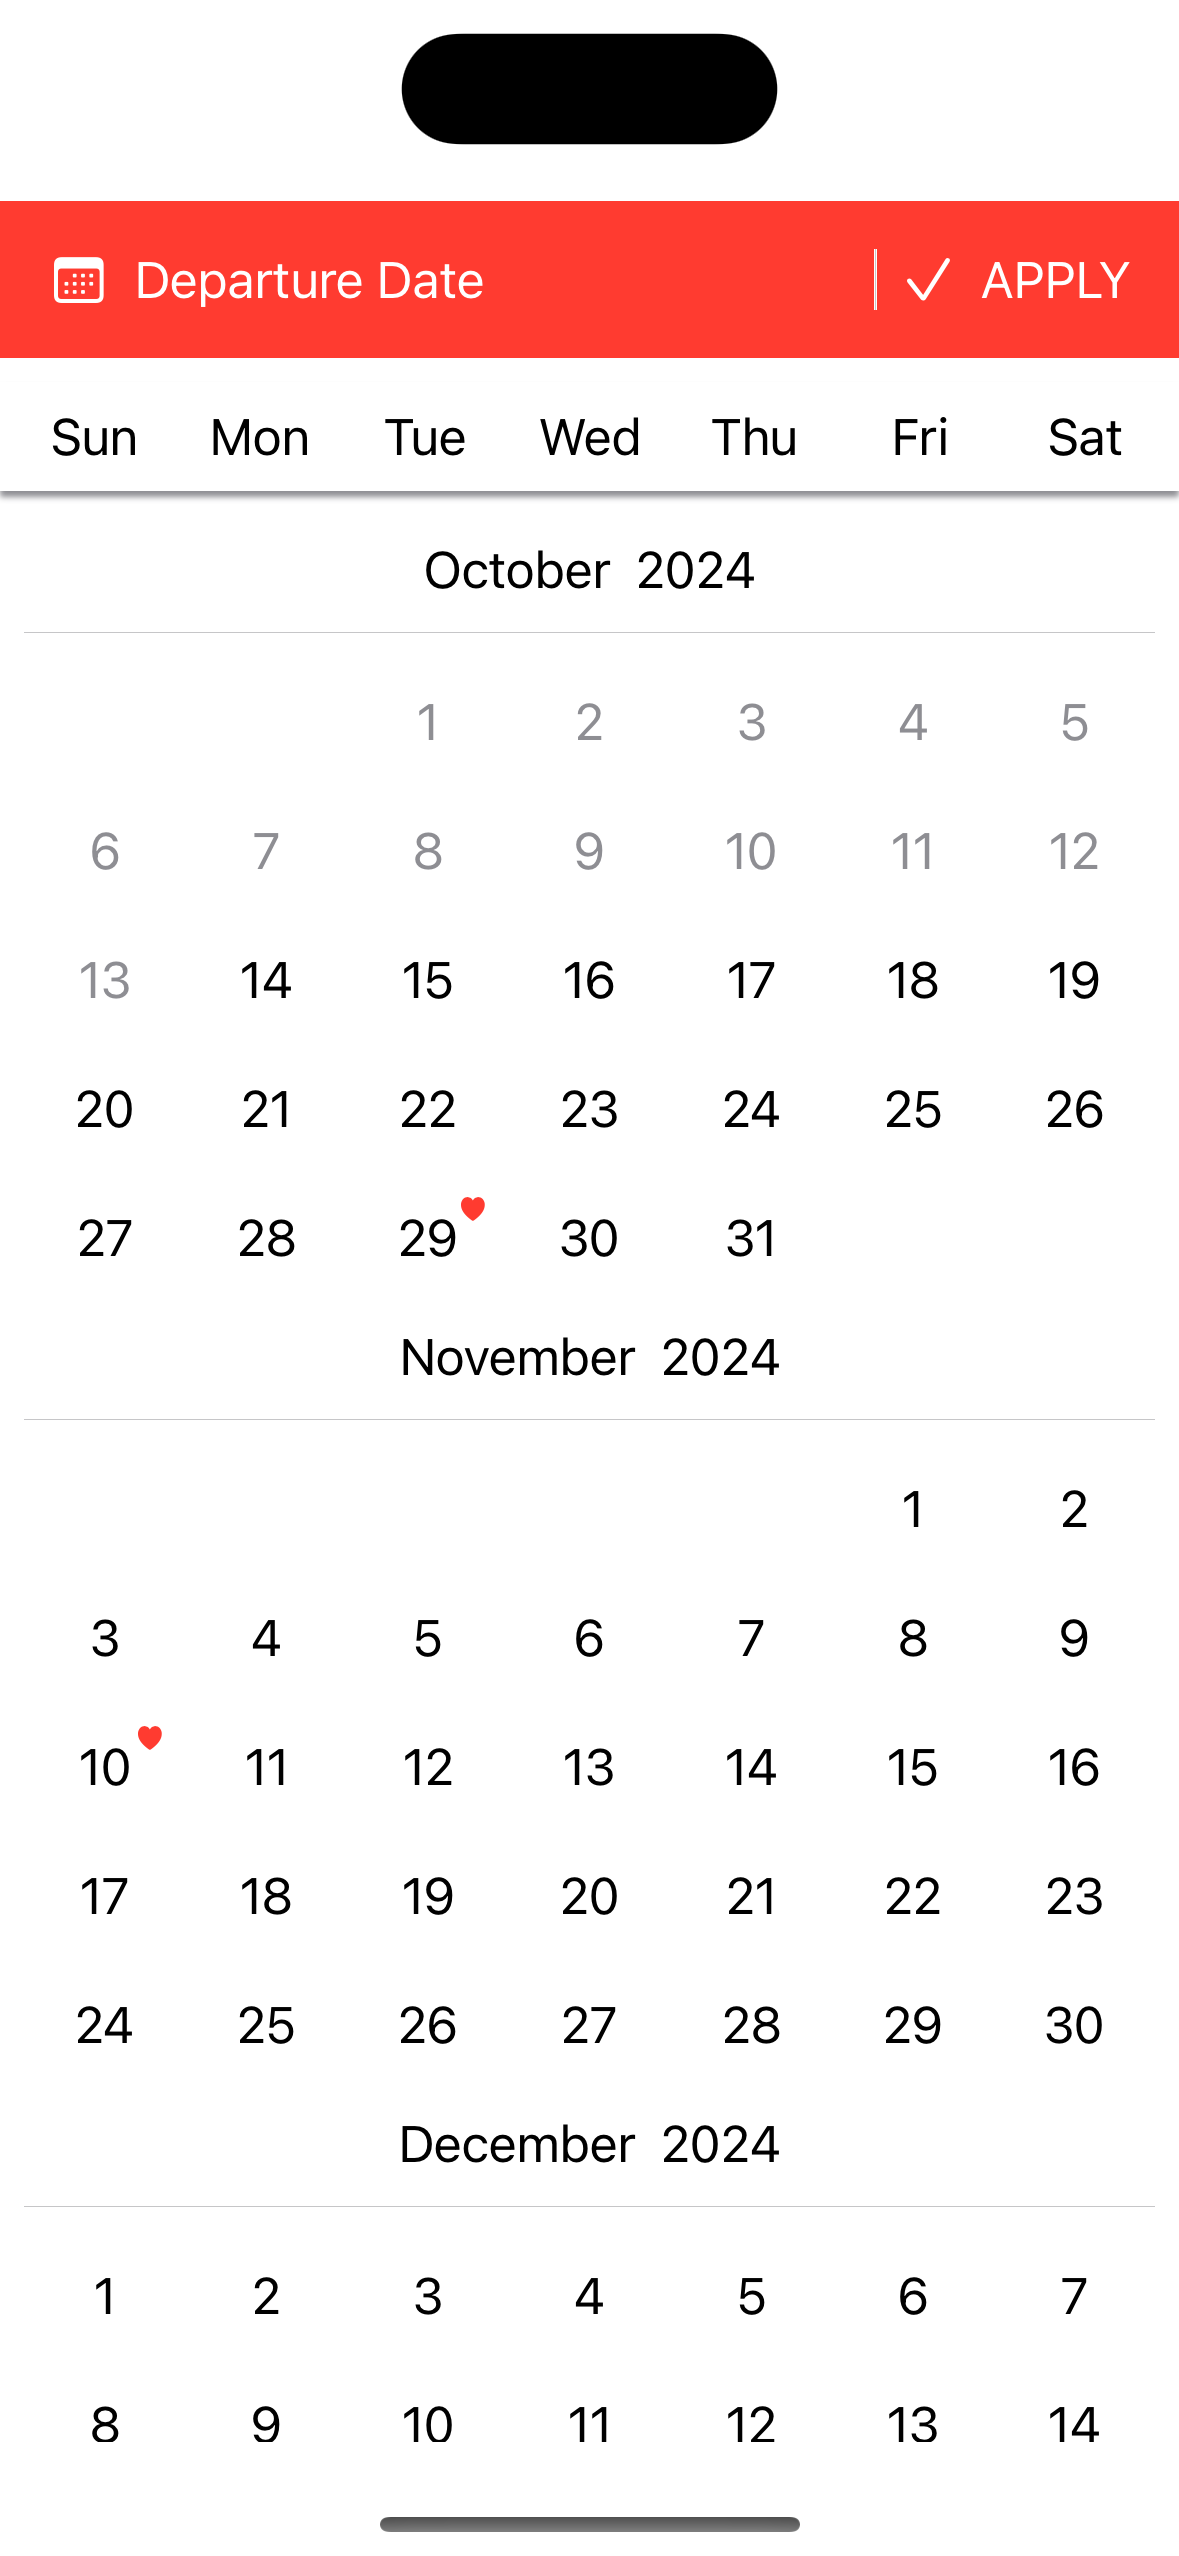 Departure Date APPLY
Sun Mon Tue Wed Thu Fri Sat
October 2024
1 2 3 4 5
6 7 8 9 10 11 12
13 14 15 16 17 18 19
20 21 22 23 24 25 26
27 28 29 30 31
November 2024
1 2
3 4 5 6 7 8 9
10 11 12 13 14 15 16
17 18 19 20 21 22 23
24 25 26 27 28 29 30
December 2024
1 2 3 4 5 6 7
8 9 10 11 12 13 14